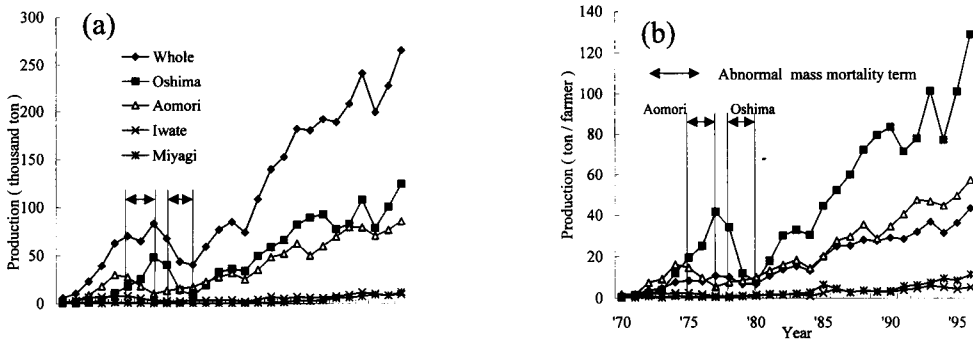 (a)
Production ( thousand ton )
300
250
200
150
100
50
0
Whole
Oshima
Aomori
Iwate
Miyagi
(b)
Production ( ton / farmer )
140
120
100
80
60
40
20
0
Abnormal mass mortality term
Aomori Oshima
'70 '75 '80 '85 '90 '95
Year